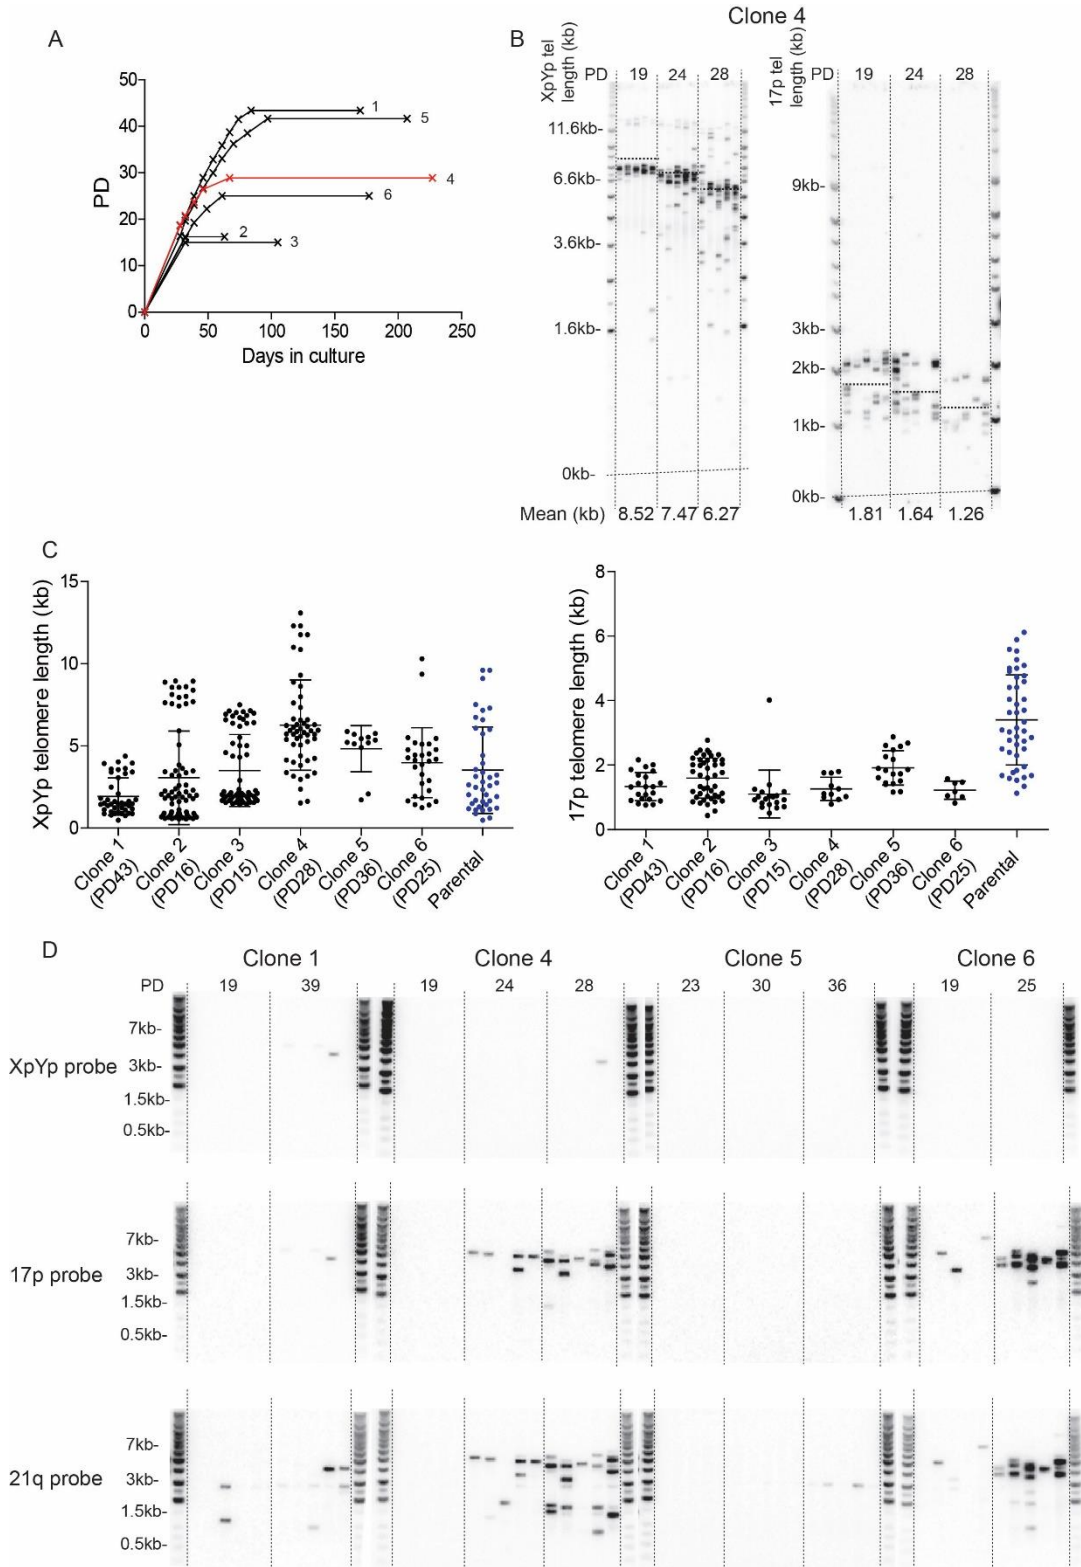 A
50
40
30
20
10
0
PD
0 50 100 150 200 250
Days in culture
1
5
4
6
2
3
Clone 4
B
XpYp tel
length (kb)
PD 19 24 28
11.6kb-
6.6kb-
3.6kb-
1.6kb-
0kb-
Mean (kb) 8.52 7.47 6.27
17p tel
length (kb)
PD 19 24 28
9kb-
3kb-
2kb-
1kb-
0kb-
1.81 1.64 1.26
C
XpYp telomere length (kb)
15
10
5
0
Clone 1
(PD43)
Clone 2
(PD16)
Clone 3
(PD15)
Clone 4
(PD28)
Clone 5
(PD36)
Clone 6
(PD25)
Parental
17p telomere length (kb)
8
6
4
2
0
Clone 1
(PD43)
Clone 2
(PD16)
Clone 3
(PD15)
Clone 4
(PD28)
Clone 5
(PD36)
Clone 6
(PD25)
Parental
D
Clone 1 Clone 4 Clone 5 Clone 6
PD 19 39 19 24 28 23 30 36 19 25
XpYp probe
7kb-
3kb-
1.5kb-
0.5kb-
17p probe
7kb-
3kb-
1.5kb-
0.5kb-
21q probe
7kb-
3kb-
1.5kb-
0.5kb-